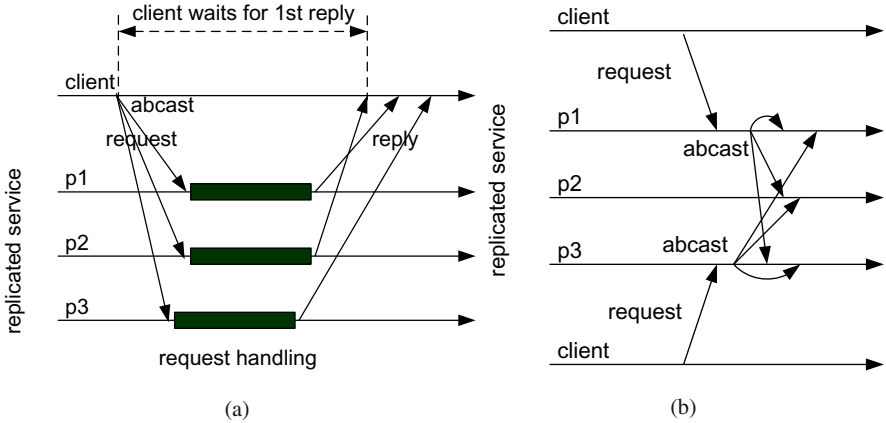 client waits for 1st reply
client
abcast
request
reply
p1
p2
p3
request handling
replicated service
(a)
client
request
p1
abcast
p2
abcast
p3
request
client
replicated service
(b)